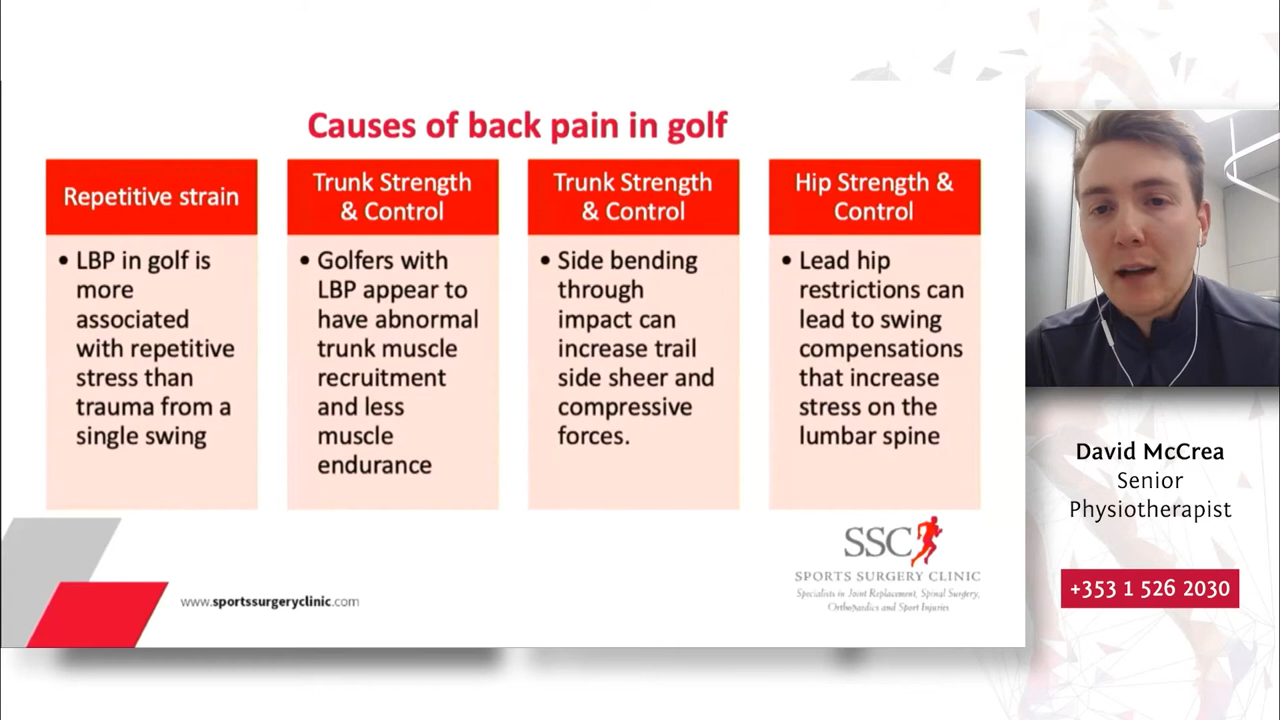 Causes of back pain in golf
Repetitive strain
• LBP in golf is
more
associated
with repetitive
stress than
trauma from a
single swing
Trunk Strength
& Control
• Golfers with
LBP appear to
have abnormal
trunk muscle
recruitment
and less
muscle
endurance
Trunk Strength
& Control
• Side bending
through
impact can
increase trail
side sheer and
compressive
forces.
Hip Strength &
Control
• Lead hip
restrictions can
lead to swing
compensations
that increase
stress on the
lumbar spine
www.sportssurgeryclinic.com
SSC
SPORTS SURGERY CLINIC
Specialists in Joint Replacement, Spinal Surgery,
Orthopaedics and Sport Injuries
David McCrea
Senior
Physiotherapist
+353 1 526 2030